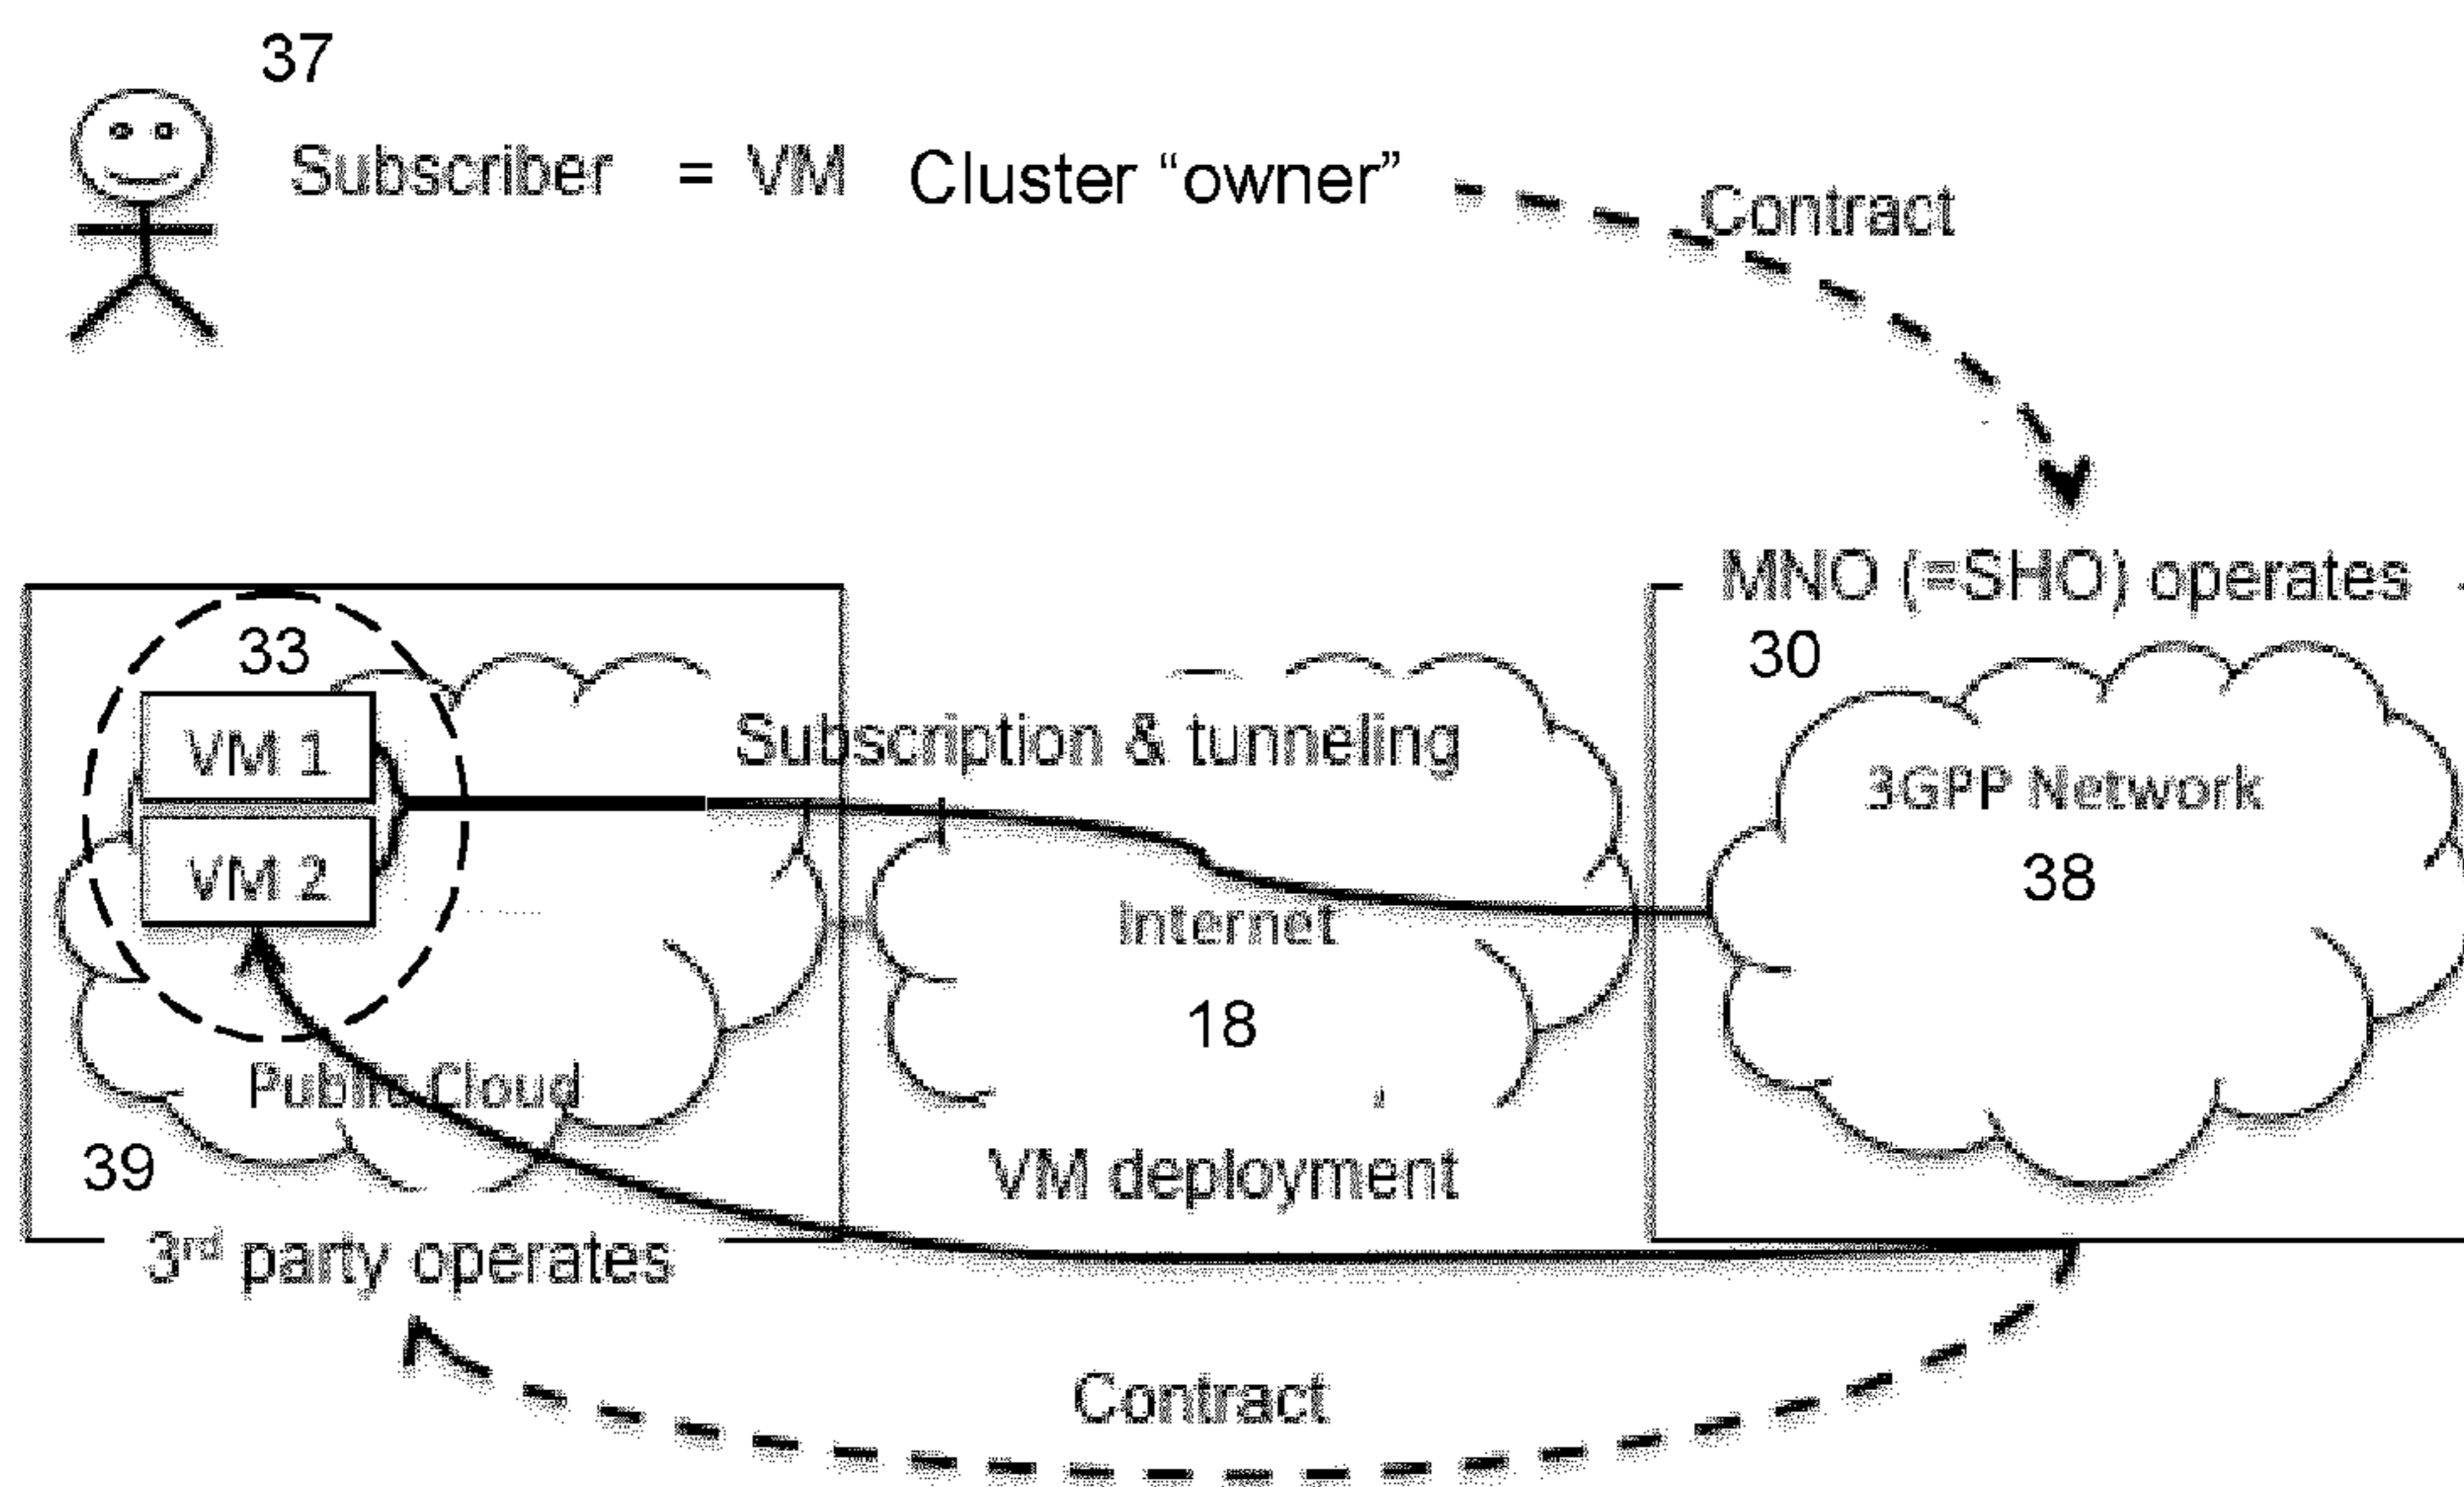 37
Subscriber = VM Cluster “owner”
Contract
MNO (=SHO) operates
33
30
VM 1
Subscription & tunneling
3GPP Network
VM 2
38
Internet
18
Public Cloud
39
VM deployment
3rd party operates
Contract